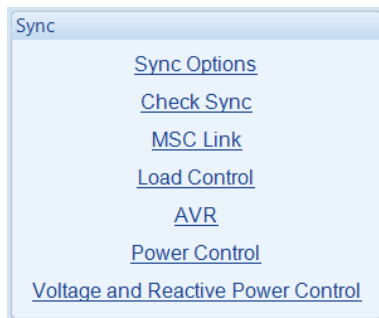 Sync
Sync Options
Check Sync
MSC Link
Load Control
AVR
Power Control
Voltage and Reactive Power Control